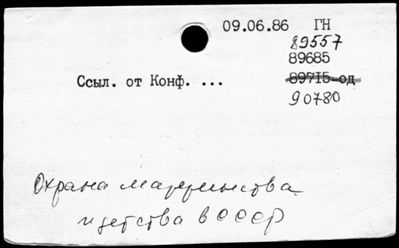 09.06.86 ГН
89557
89685
Ссыл. от Конф. ...
89715-од
90780
Охрана материнства
и детства в СССР